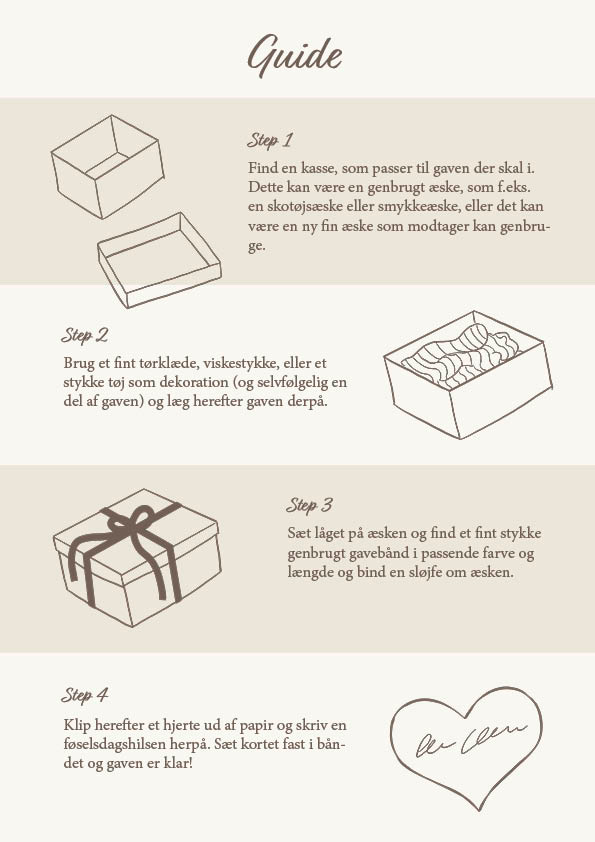 Guide
Step 1
Find en kasse, som passer til gaven der skal i.
Dette kan være en genbrugt æske, som f.eks.
en skotøjsæske eller smykkeæske, eller det kan
være en ny fin æske som modtager kan genbru-
ge.
Step 2
Brug et fint tørklæde, viskestykke, eller et
stykke tøj som dekoration (og selvfølgelig en
del af gaven) og læg herefter gaven derpå.
Step 3
Sæt låget på æsken og find et fint stykke
genbrugt gavebånd i passende farve og
længde og bind en sløjfe om æsken.
Step 4
Klip herefter et hjerte ud af papir og skriv en
føselsdagshilsen herpå. Sæt kortet fast i bån-
det og gaven er klar!